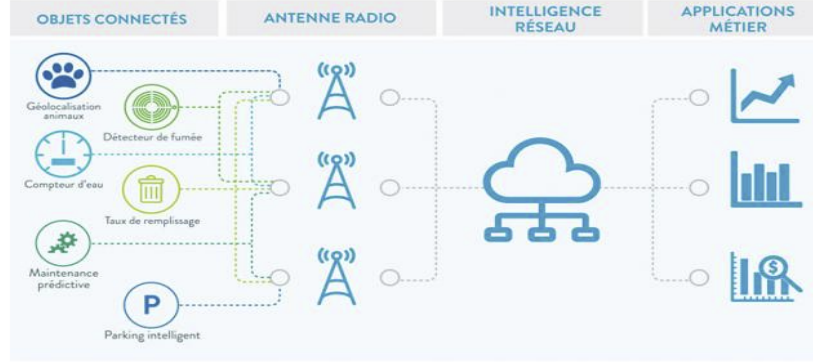 OBJETS CONNECTÉS
ANTENNE RADIO
INTELLIGENCE
RÉSEAU
APPLICATIONS
MÉTIER
Géolocalisation
animaux
Détecteur de fumée
Compteur d'eau
Taux de remplissage
Maintenance
prédictive
P
Parking intelligent
$